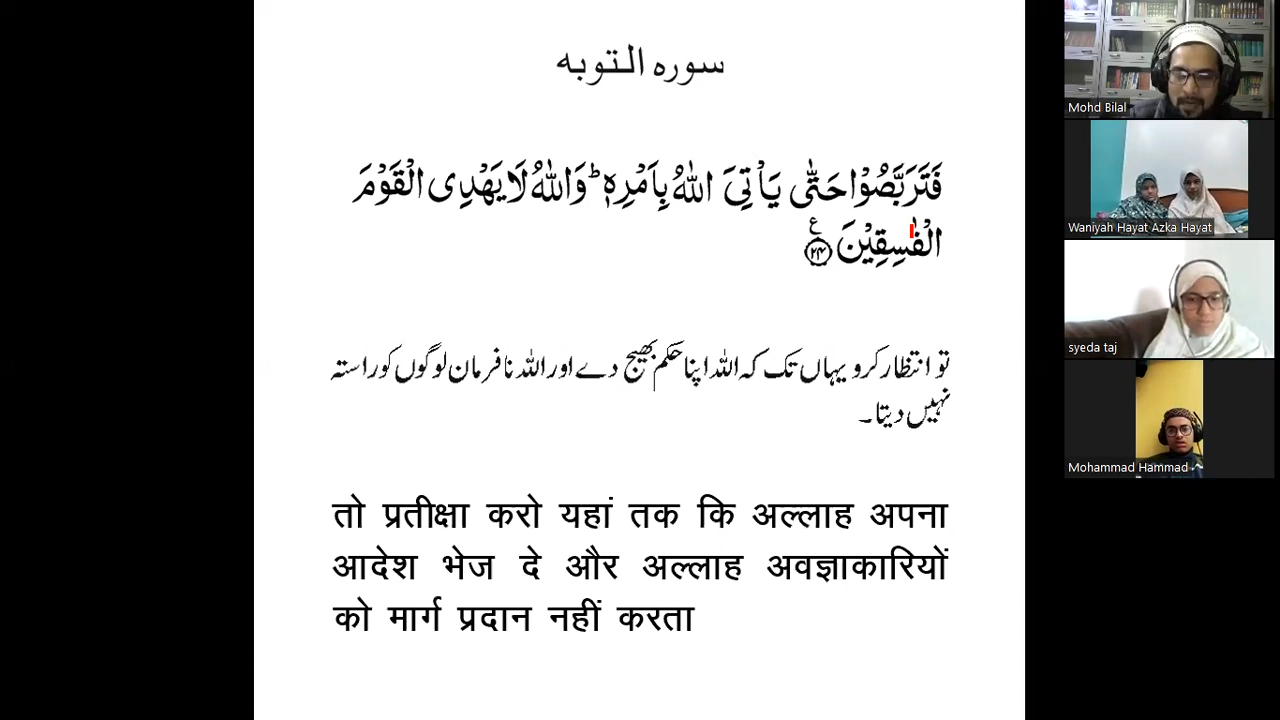 سورہ التوبہ
فَتَرَبَّصُوْا حَتّٰى يَاْتِىَ اللّٰهُ بِاَمْرِهٖؕ وَاللّٰهُ لَا يَهْدِى الْقَوْمَ
الْفٰسِقِيْنَ ۲۴ ع
تو انتظار کرو یہاں تک کہ اللہ اپنا حکم بھیج دے اور اللہ نافرمان لوگوں کو راستہ
نہیں دیتا۔
तो प्रतीक्षा करो यहां तक कि अल्लाह अपना
आदेश भेज दे और अल्लाह अवज्ञाकारियों
को मार्ग प्रदान नहीं करता
Mohd Bilal
Waniyah Hayat Azka Hayat
syeda taj
Mohammad Hammad